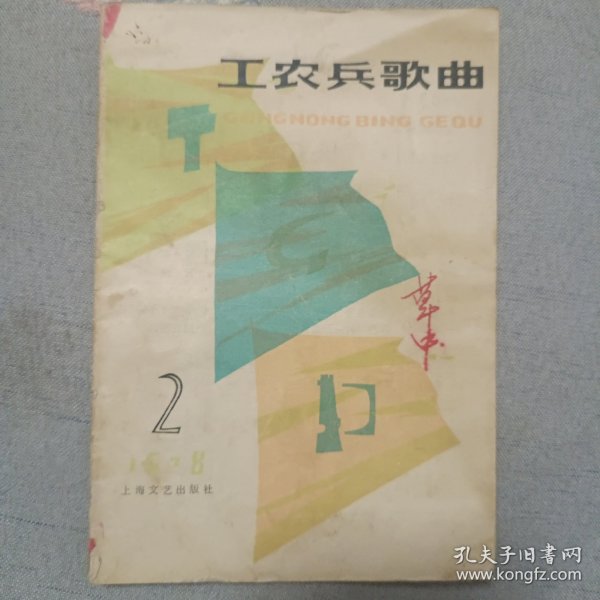 工农兵歌曲
GONGNONG BING GEQU
2
1978
上海文艺出版社
孔夫子旧书网
www.kongfz.com